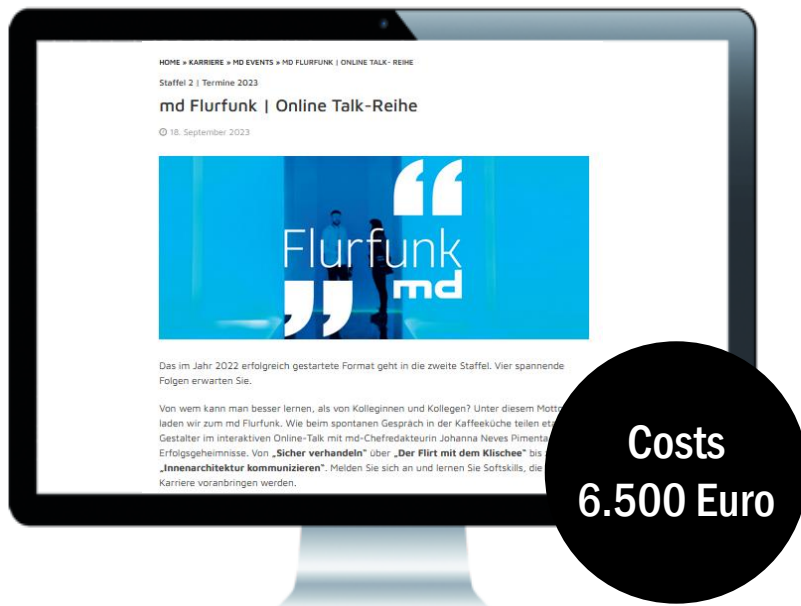 HOME » KARRIERE » MD EVENTS » MD FLURFUNK | ONLINE TALK- REIHE
Staffel 2 | Termine 2023
md Flurfunk | Online Talk-Reihe
18. September 2023
Flurfunk
md
Das im Jahr 2022 erfolgreich gestartete Format geht in die zweite Staffel. Vier spannende
Folgen erwarten Sie.
Von wem kann man besser lernen, als von Kolleginnen und Kollegen? Unter diesem Motto
laden wir zum md Flurfunk. Wie beim spontanen Gespräch in der Kaffeeküche teilen
Gestalter im interaktiven Online-Talk mit md-Chefredakteurin Johanna Neves
Erfolgsgeheimnisse. Von „Sicher verhandeln" über „Der Flirt mit dem Klischee" bis
„Innenarchitektur kommunizieren". Melden Sie sich an und lernen Sie Softskills, die
Karriere voranbringen werden.
Costs
6.500 Euro